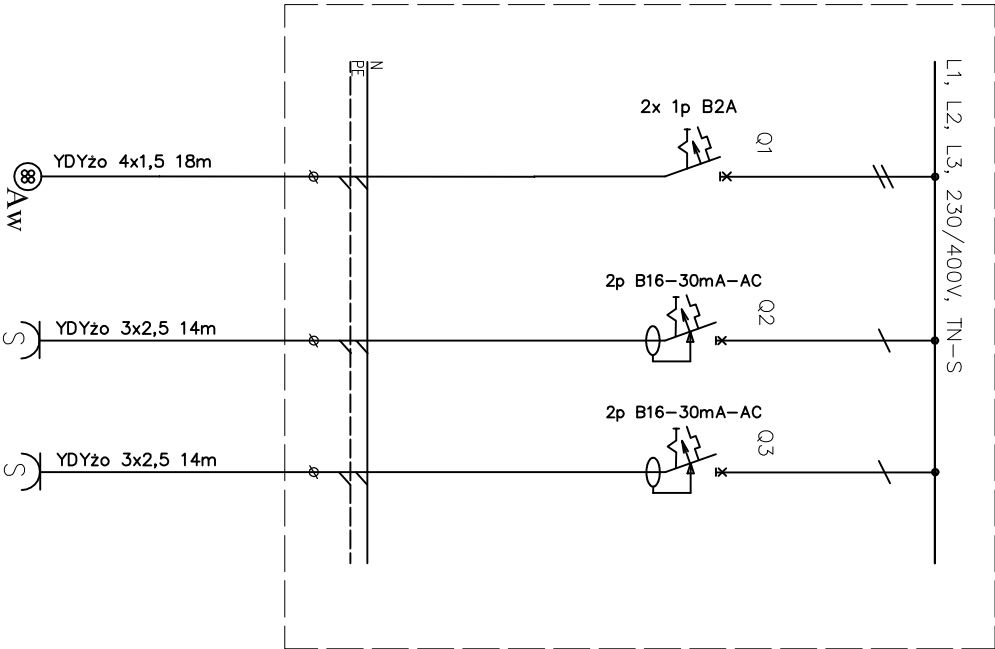 L1, L2, L3, 230/400V, TN-S
N
PE
2x 1p B2A
Q1
YDYżo 4x1,5 18m
Aw
2p B16-30mA-AC
Q2
YDYżo 3x2,5 14m
S
2p B16-30mA-AC
Q3
YDYżo 3x2,5 14m
S